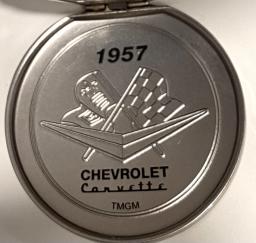 1957
CHEVROLET
Corvette
TMGM